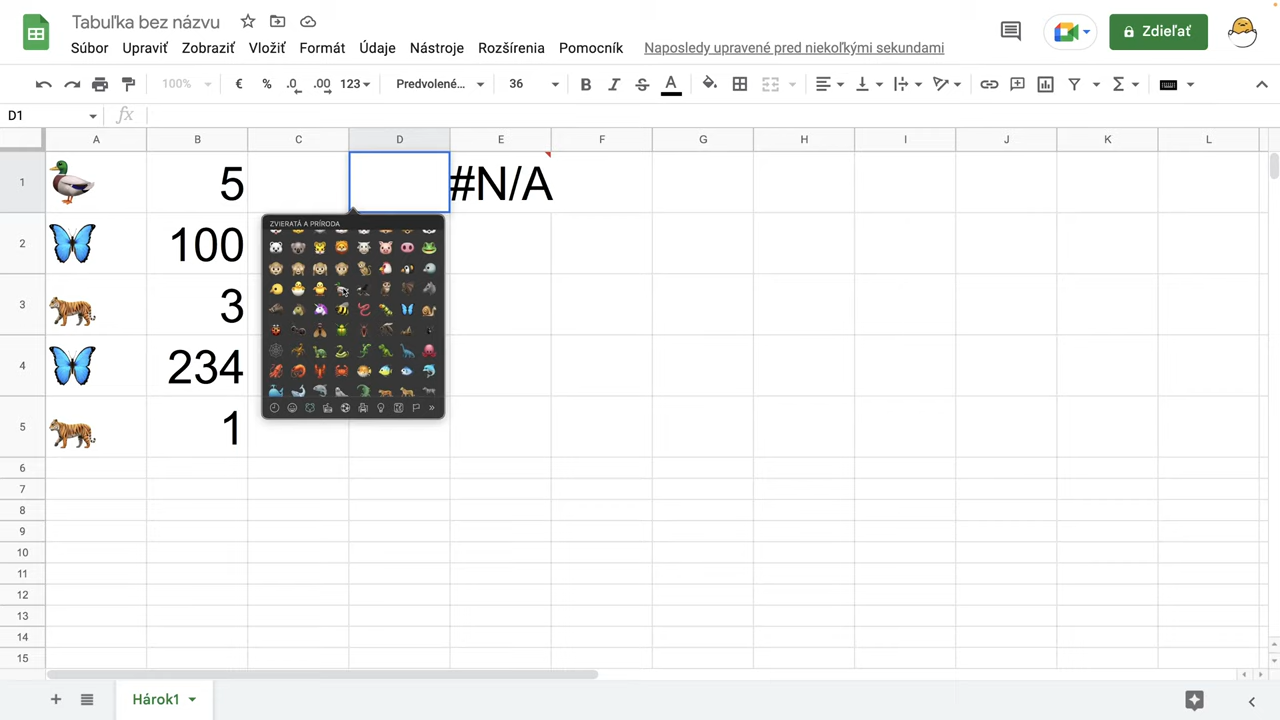 Tabuľka bez názvu
Súbor Upraviť Zobraziť Vložiť Formát Údaje Nástroje Rozšírenia Pomocník Naposledy upravené pred niekoľkými sekundami
Zdieľať
100% € % .0 .00 123 Predvolené... 36 B I S A
D1 fx
A B C D E F G H I J K L
1 5 #N/A
2 100
3 3
4 234
5 1
ZVIERATÁ A PRÍRODA
6
7
8
9
10
11
12
13
14
15
Hárok1